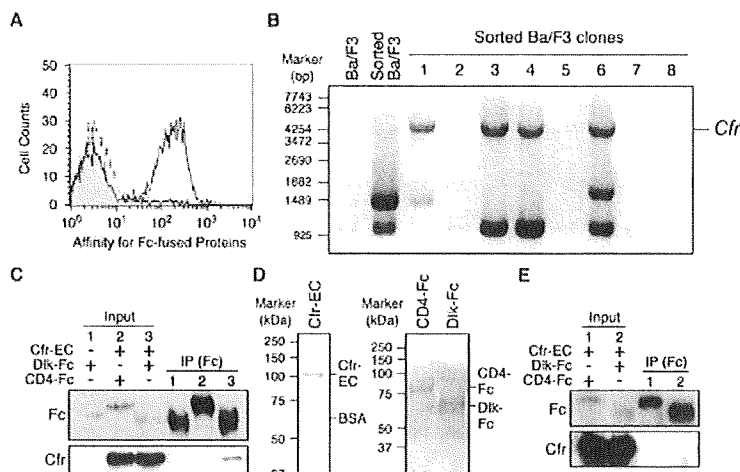 A
50
40
30
20
10
0
Cell Counts
10⁰ 10¹ 10² 10³ 10⁴
Affinity for Fc-fused Proteins
B
Sorted Ba/F3 clones
Marker (bp)
Ba/F3
Sorted Ba/F3
1 2 3 4 5 6 7 8
7743
6223
4254
3472
2690
1882
1489
925
Cfr
C
Input
1 2 3
Cfr-EC - + +
Dlk-Fc + - +
CD4-Fc - + -
IP (Fc)
1 2 3
Fc
Cfr
D
Marker (kDa)
Cfr-EC
250
150
100
75
50
37
Cfr-EC
BSA
Marker (kDa)
CD4-Fc
Dlk-Fc
250
150
100
75
50
37
CD4-Fc
Dlk-Fc
E
Input
1 2
Cfr-EC + +
Dlk-Fc - +
CD4-Fc + -
IP (Fc)
1 2
Fc
Cfr